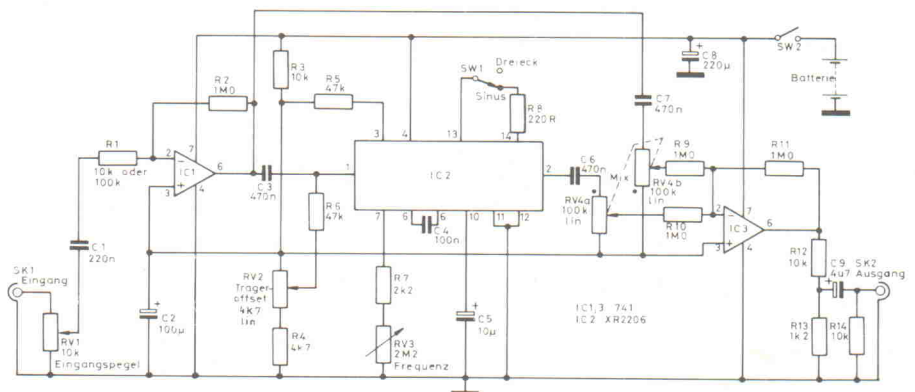 SW2
Batterie
C8
220µ
R3
10k
R5
47k
R2
1M0
SW1
Dreieck
Sinus
R8
220R
C7
470n
R1
10k oder
100k
2
3
7
4
6
IC1
C3
470n
R6
47k
3
4
13
14
1
IC2
2
7
6
6
10
11
12
C4
100n
C6
470n
Mix
RV4a
100k
lin
RV4b
100k
lin
R9
1M0
R10
1M0
R11
1M0
2
3
7
4
6
IC3
C1
220n
SK1
Eingang
RV1
10k
Eingangspegel
C2
100µ
RV2
Träger-
offset
4K7
lin
R4
4k7
R7
2k2
RV3
2M2
Frequenz
C5
10µ
IC1,3 741
IC2 XR2206
R12
10k
C9
4µ7
SK2
Ausgang
R13
1k2
R14
10k